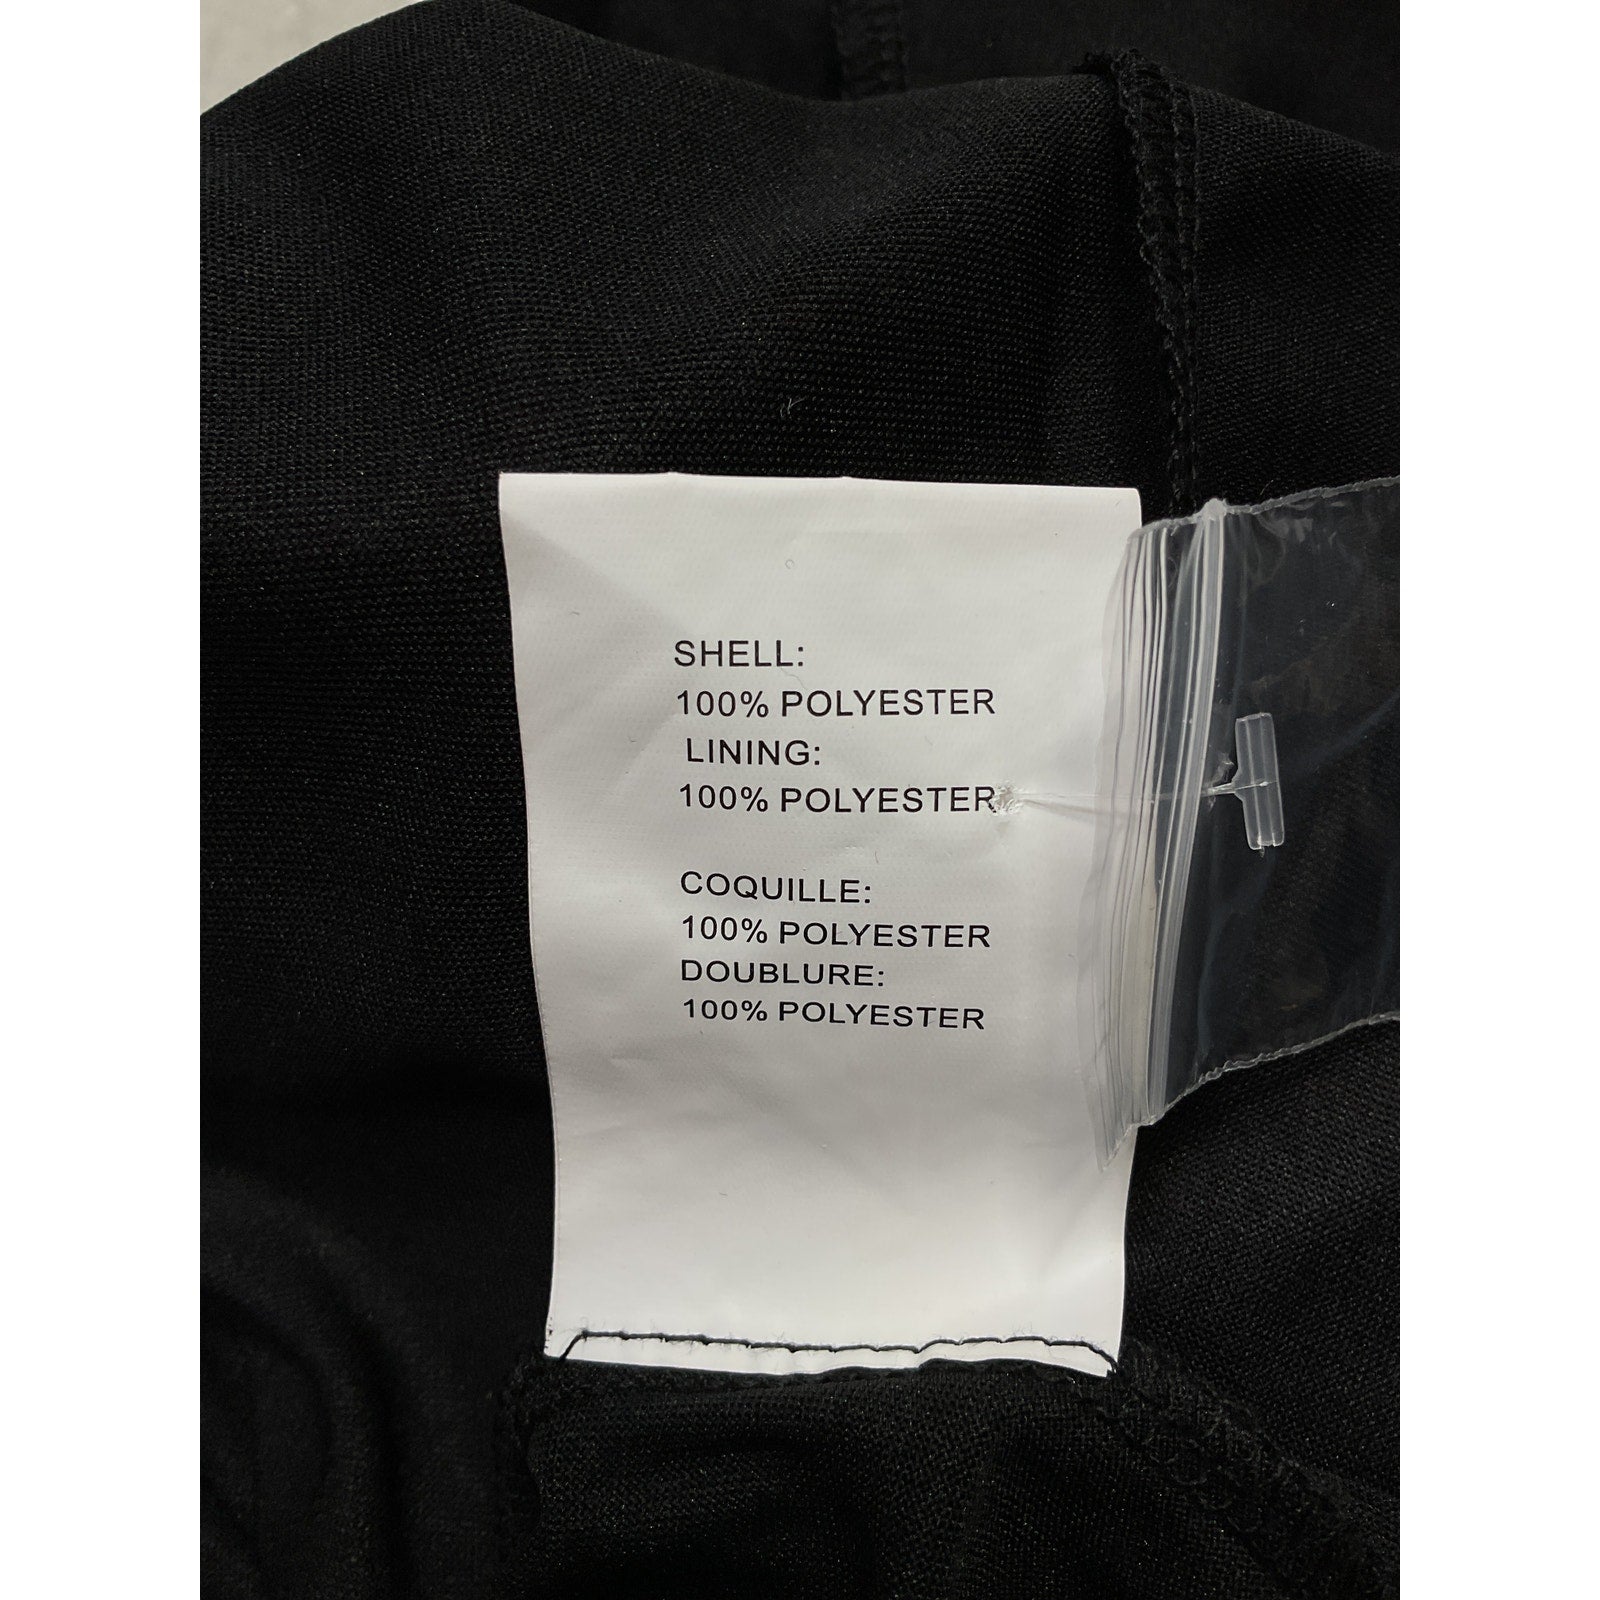 SHELL:
100% POLYESTER
LINING:
100% POLYESTER
COQUILLE:
100% POLYESTER
DOUBLURE:
100% POLYESTER